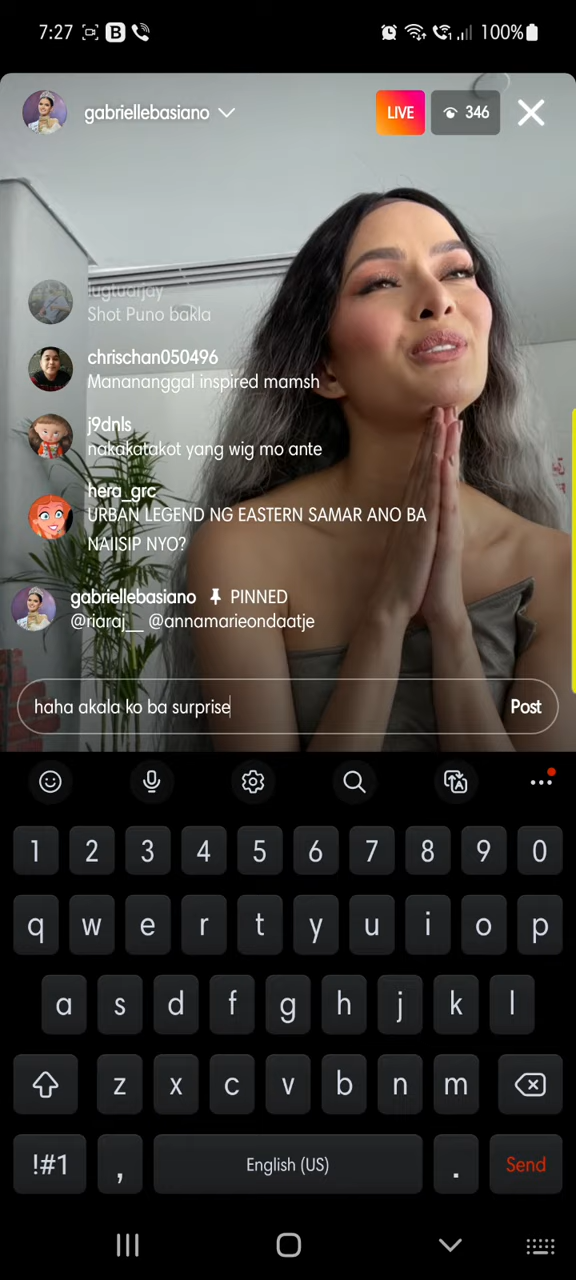 7:27
100%
gabriellebasiano
LIVE
346
lugtuarjay
Shot Puno bakla
chrischan050496
Manananggal inspired mamsh
j9dnls
nakakatakot yang wig mo ante
hera_grc
URBAN LEGEND NG EASTERN SAMAR ANO BA
NAIISIP NYO?
gabriellebasiano PINNED
@riaraj__ @annamarieondaatje
haha akala ko ba surprise
Post
1 2 3 4 5 6 7 8 9 0
q w e r t y u i o p
a s d f g h j k l
z x c v b n m
!#1 , English (US) . Send